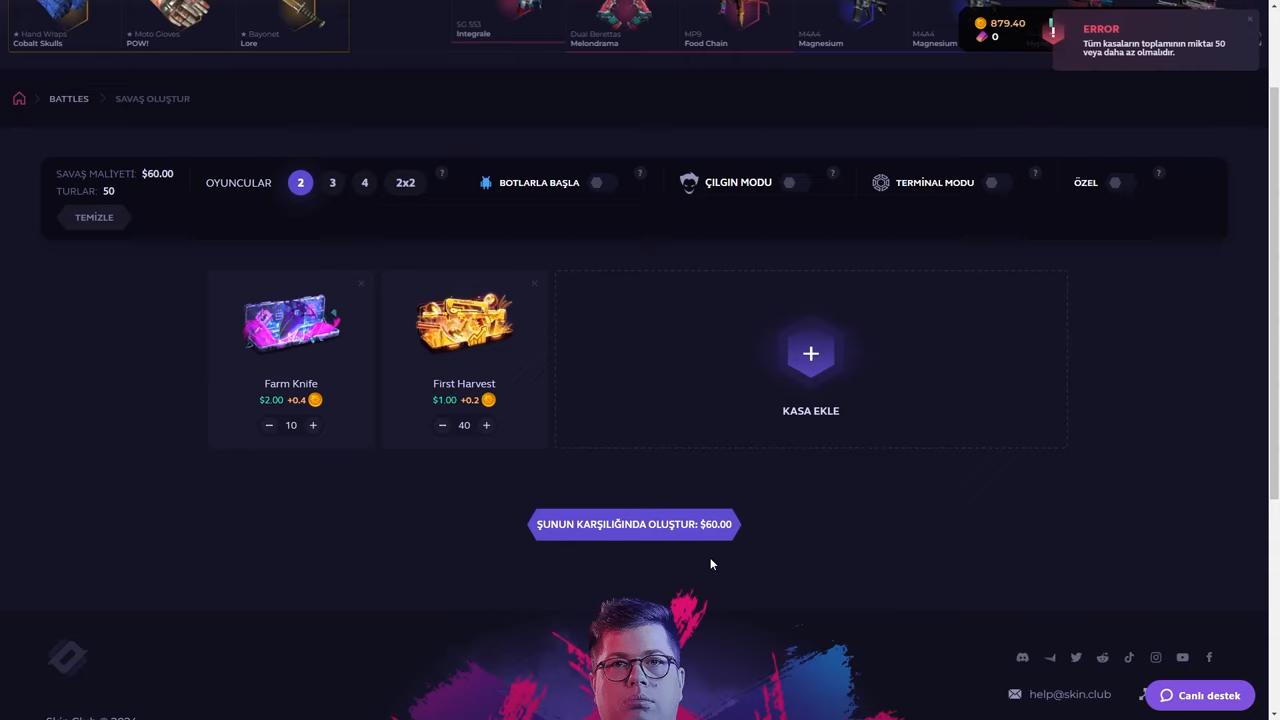 ★ Hand Wraps
Cobalt Skulls
★ Moto Gloves
POW!
★ Bayonet
Lore
SG 553
Integrale
Dual Berettas
Melondrama
MP9
Food Chain
M4A4
Magnesium
M4A4
Magnesium
879.40
0
ERROR
Tüm kasaların toplamının miktaı 50
veya daha az olmalıdır.
BATTLES
SAVAŞ OLUŞTUR
SAVAŞ MALİYETİ: $60.00
TURLAR: 50
TEMİZLE
OYUNCULAR 2 3 4 2x2 ?
BOTLARLA BAŞLA ?
ÇILGIN MODU ?
TERMİNAL MODU ?
ÖZEL ?
Farm Knife
$2.00 +0.4
− 10 +
First Harvest
$1.00 +0.2
− 40 +
KASA EKLE
ŞUNUN KARŞILIĞINDA OLUŞTUR: $60.00
help@skin.club
Canlı destek